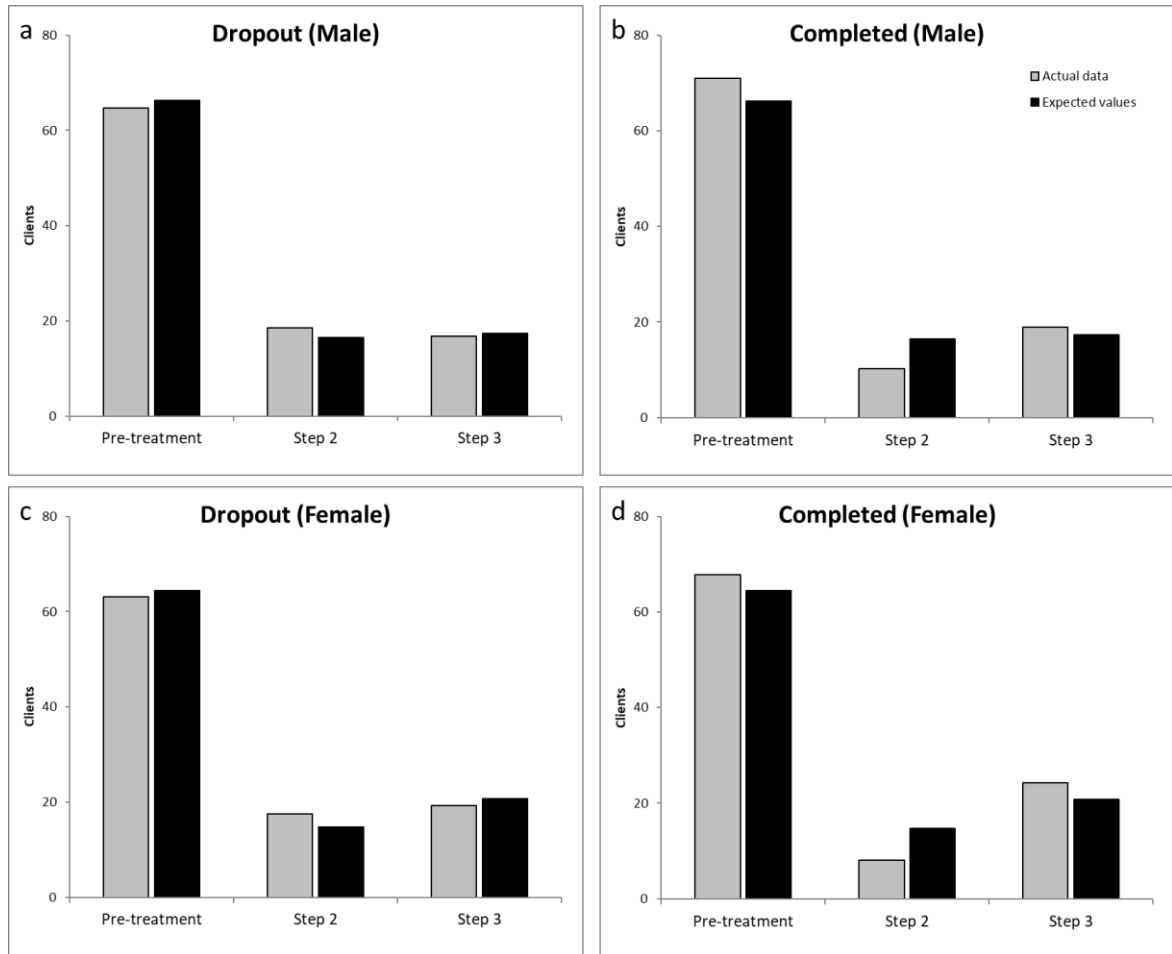 a
Dropout (Male)
80
60
40
20
0
Clients
Pre-treatment Step 2 Step 3
b
Completed (Male)
80
60
40
20
0
Clients
Actual data
Expected values
Pre-treatment Step 2 Step 3
c
Dropout (Female)
80
60
40
20
0
Clients
Pre-treatment Step 2 Step 3
d
Completed (Female)
80
60
40
20
0
Clients
Pre-treatment Step 2 Step 3